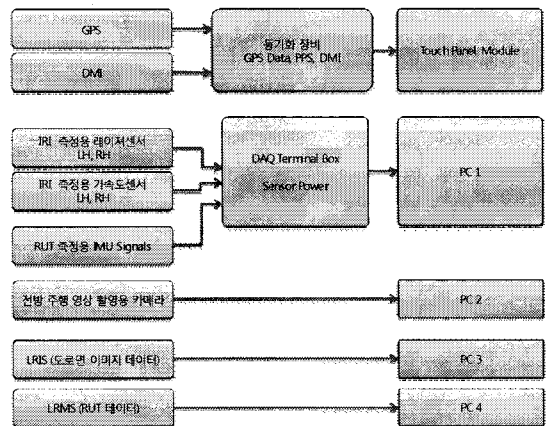 GPS
DMI
동기화 장비
GPS Data, PPS, DMI
Touch Panel Module
IRI 측정용 레이저센서
LH, RH
IRI 측정용 가속도센서
LH, RH
RUT 측정용 IMU Signals
DAQ Terminal Box
Sensor Power
PC 1
전방 주행 영상 촬영용 카메라
PC 2
LRIS (도로면 이미지 데이터)
PC 3
LRMS (RUT 데이터)
PC 4